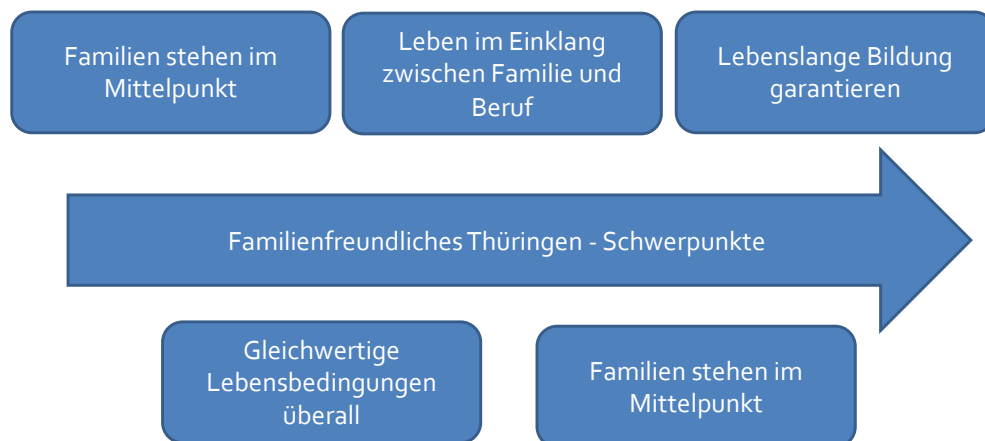 Familien stehen im
Mittelpunkt
Leben im Einklang
zwischen Familie und
Beruf
Lebenslange Bildung
garantieren
Familienfreundliches Thüringen - Schwerpunkte
Gleichwertige
Lebensbedingungen
überall
Familien stehen im
Mittelpunkt